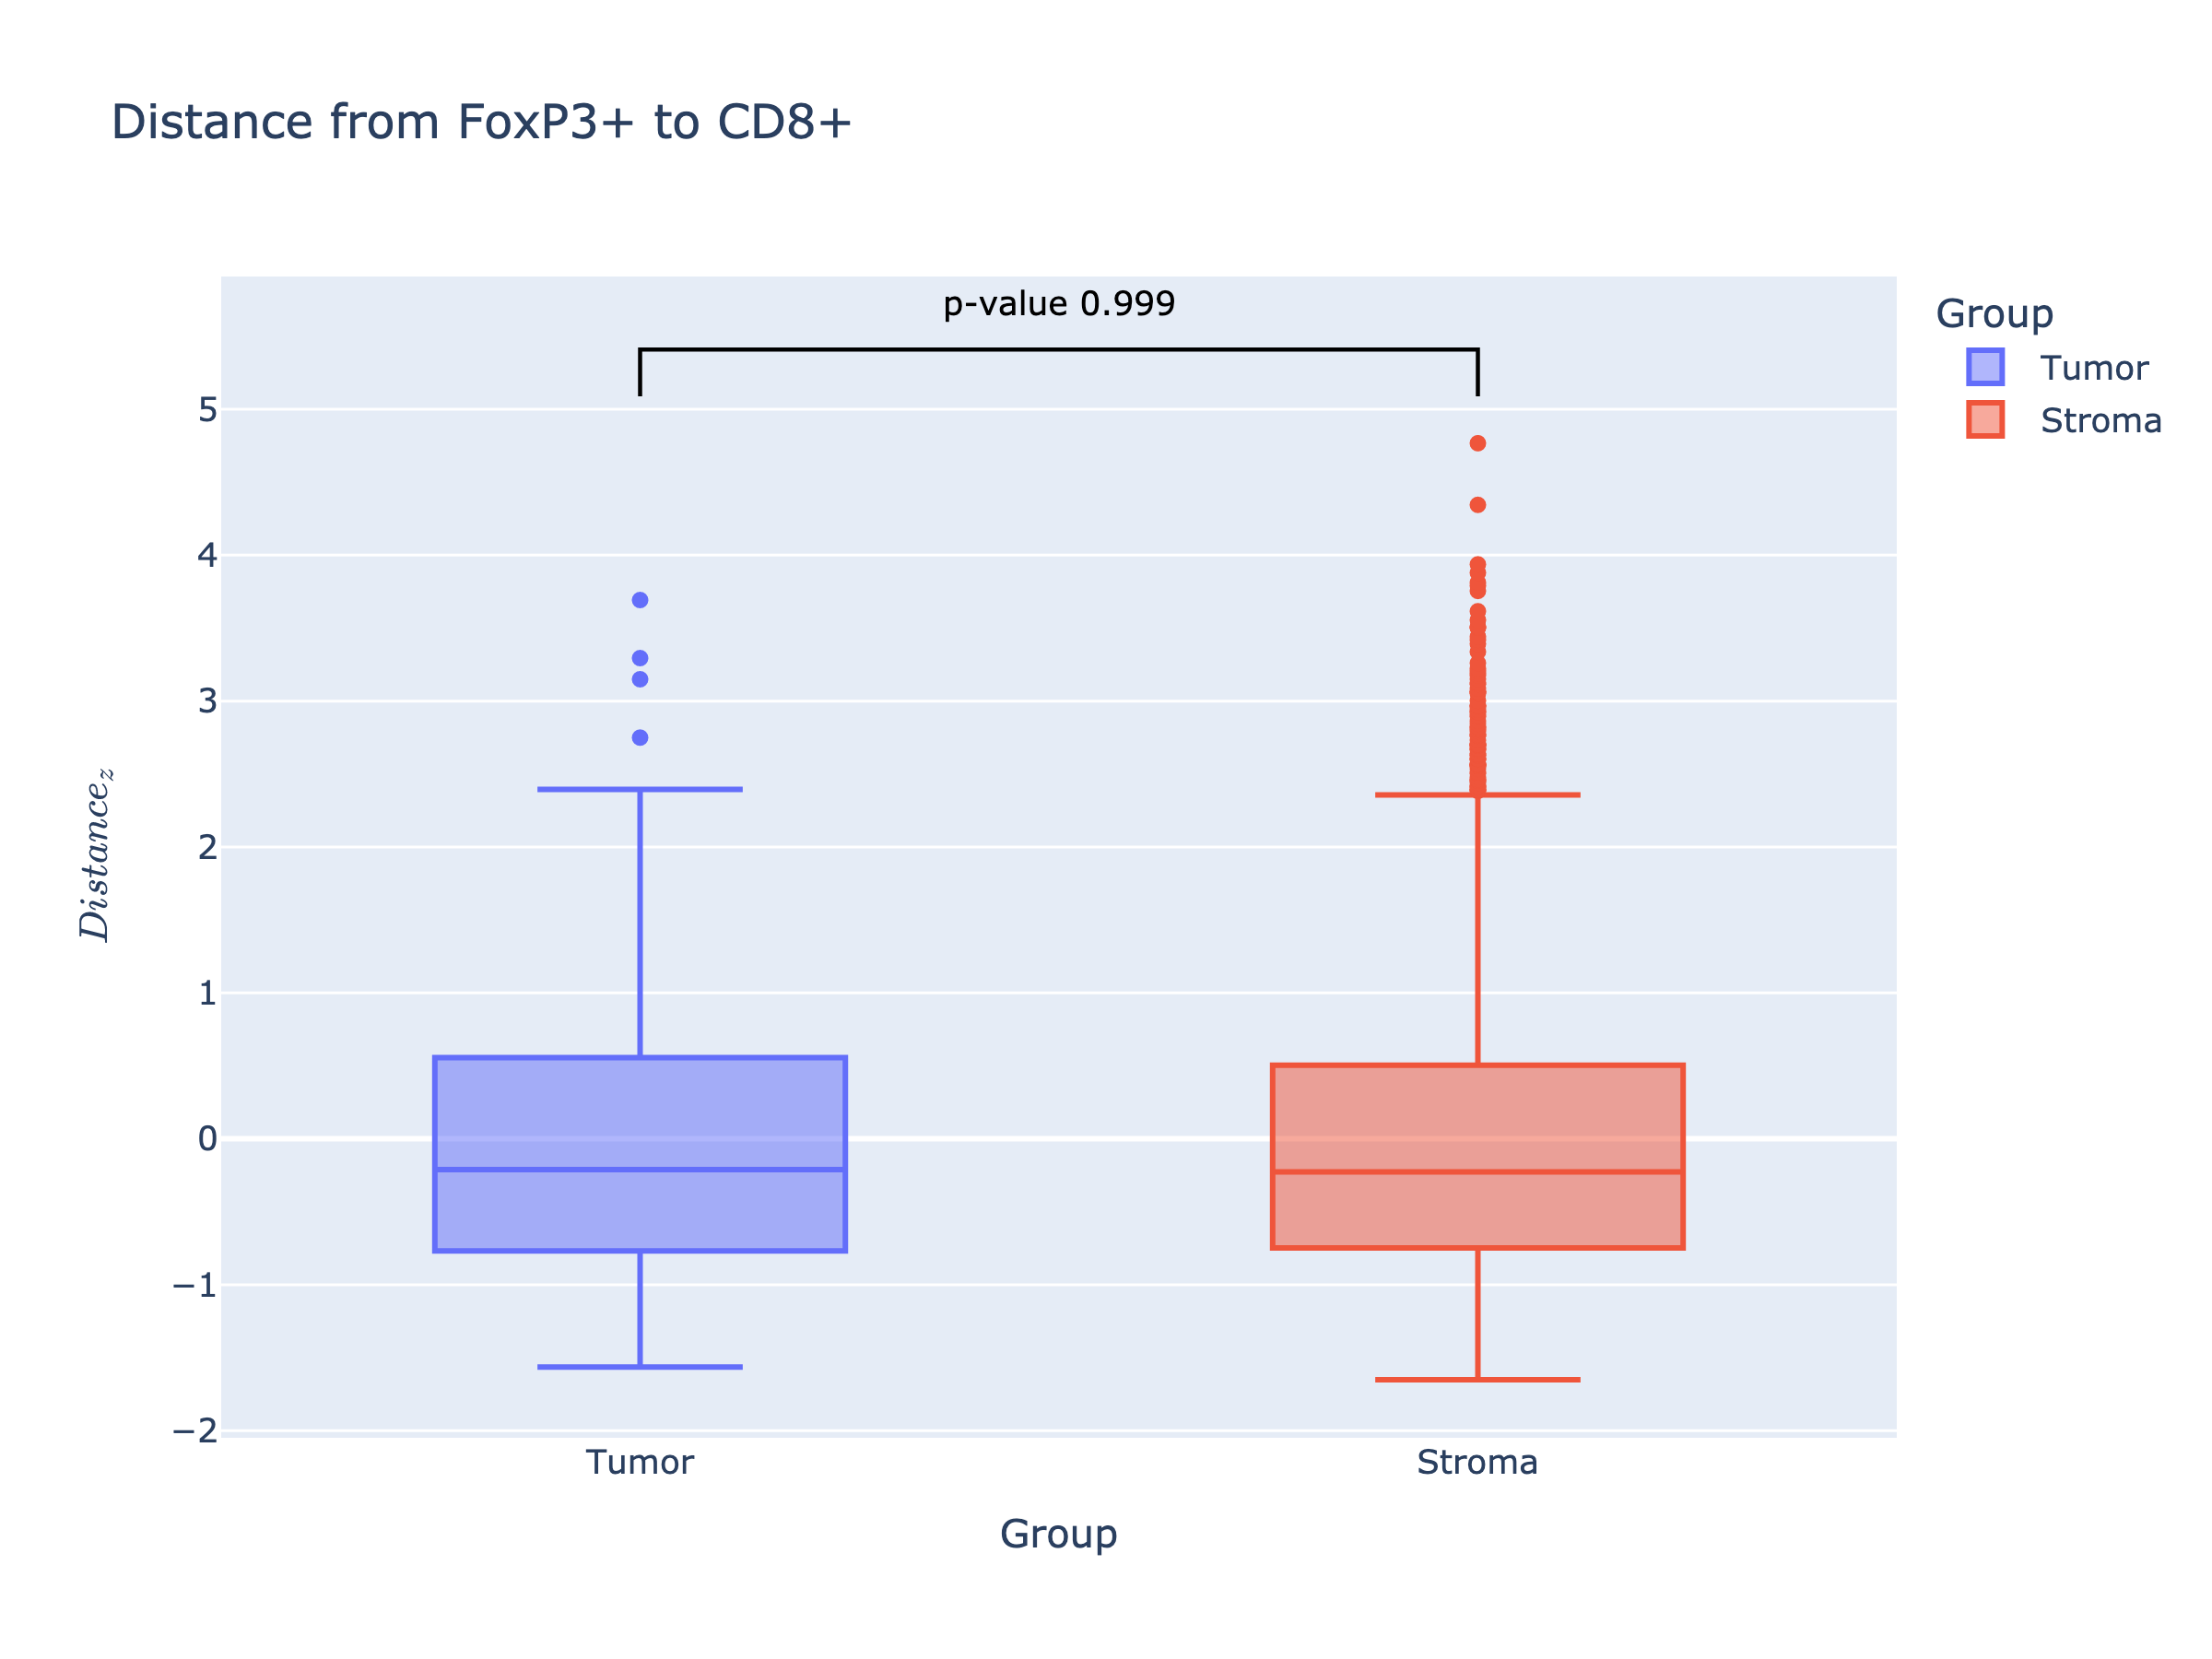 Distance from FoxP3+ to CD8+
p-value 0.999
Group
Tumor
Stroma
5
4
3
2
1
0
−1
−2
Distance_z
Tumor
Stroma
Group